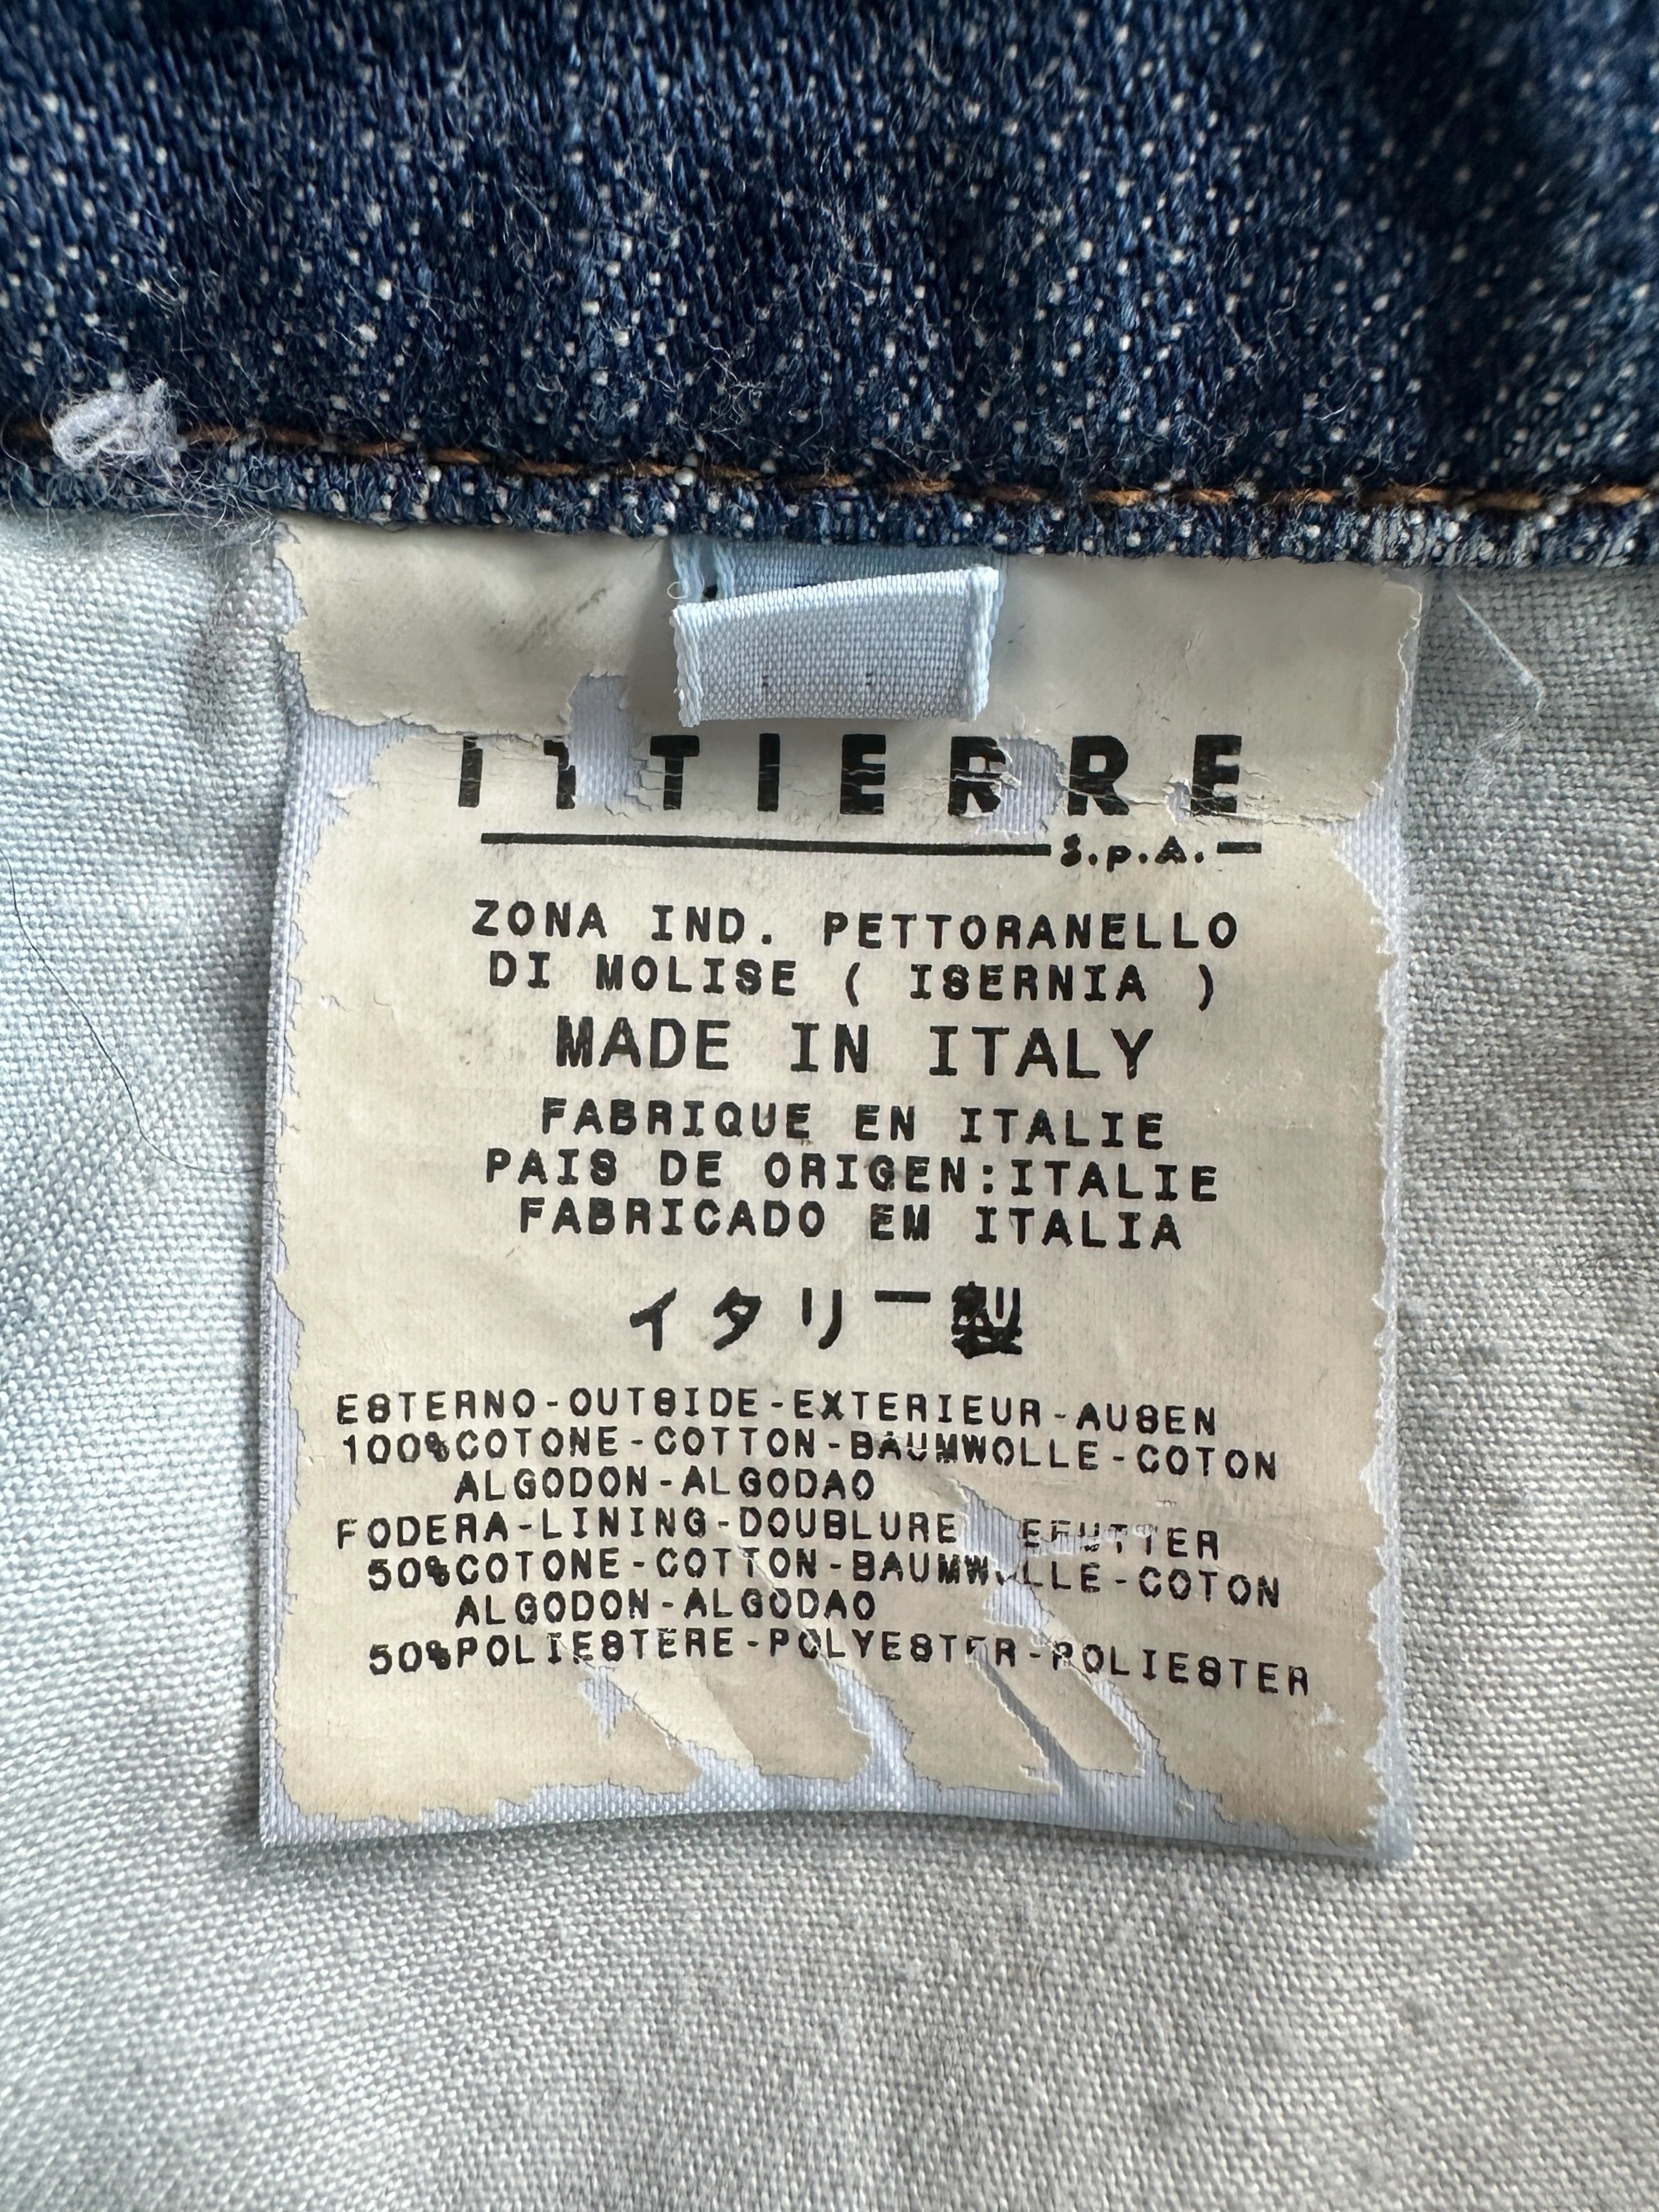 ITTIERRE
S.p.A.
ZONA IND. PETTORANELLO
DI MOLISE ( ISERNIA )
MADE IN ITALY
FABRIQUE EN ITALIE
PAIS DE ORIGEN:ITALIE
FABRICADO EM ITALIA
イタリー製
ESTERNO-OUTSIDE-EXTERIEUR-AUSEN
100%COTONE-COTTON-BAUMWOLLE-COTON
ALGODON-ALGODAO
FODERA-LINING-DOUBLURE
50%COTONE-COTTON-BAUMWOLLE-COTON
ALGODON-ALGODAO
50%POLIESTERE-POLYESTER-POLIESTER